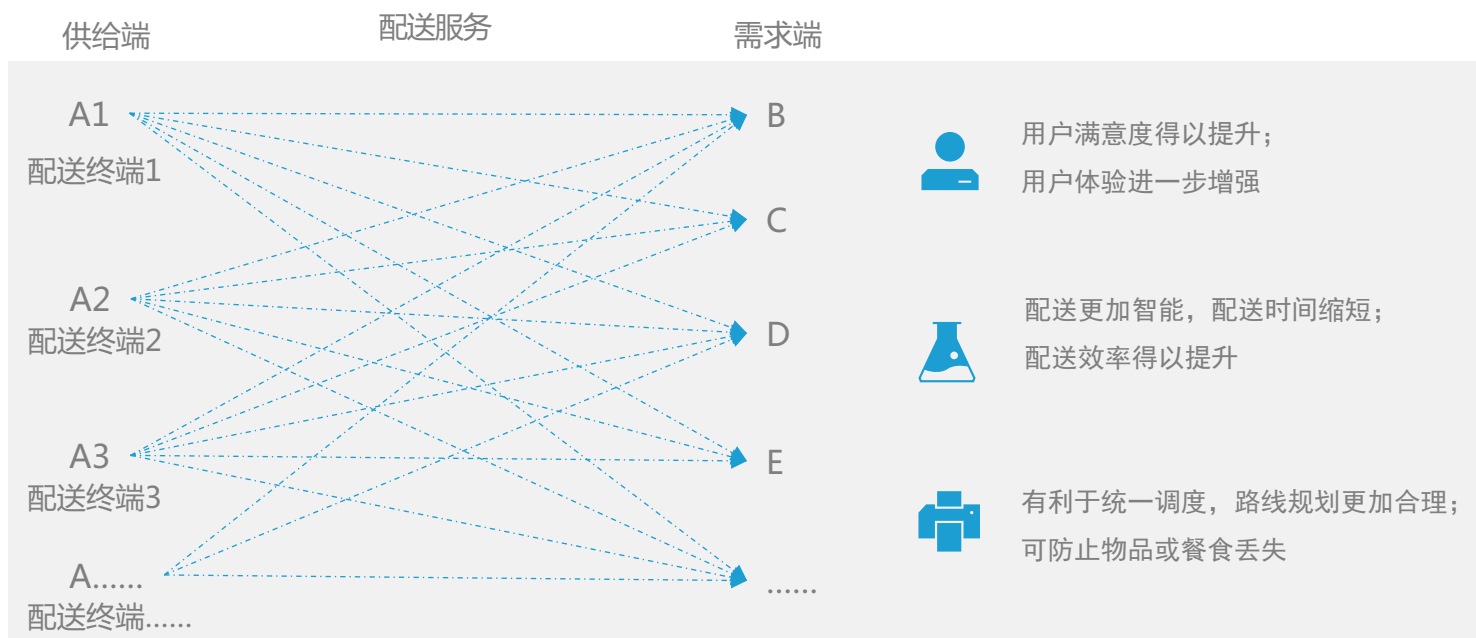 供给端
配送服务
需求端
A1
配送终端1
A2
配送终端2
A3
配送终端3
A......
配送终端......
B
C
D
E
......
用户满意度得以提升；
用户体验进一步增强
配送更加智能，配送时间缩短；
配送效率得以提升
有利于统一调度，路线规划更加合理；
可防止物品或餐食丢失